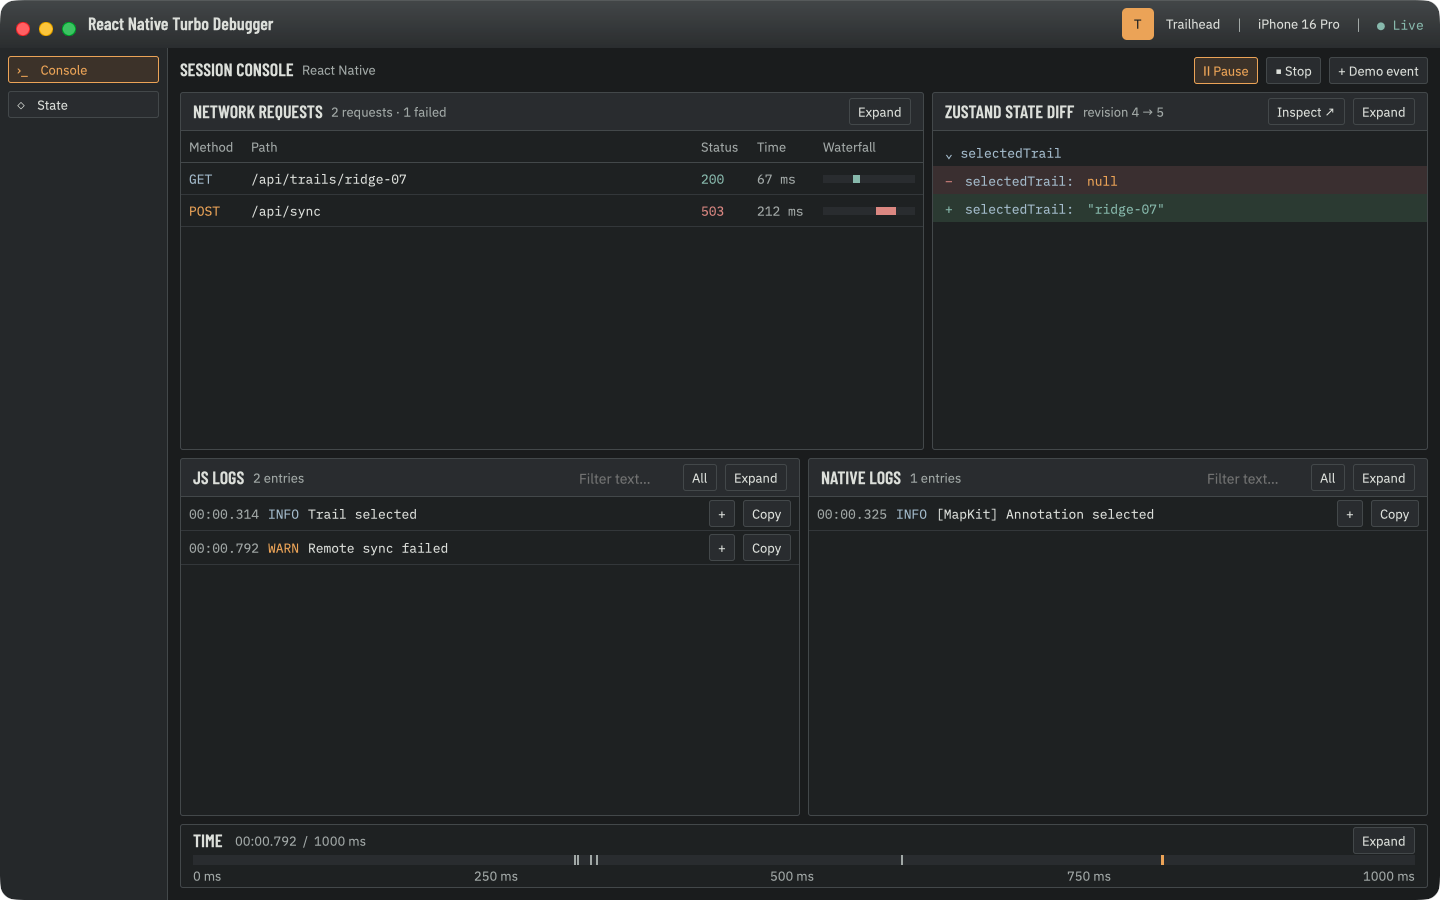 React Native Turbo Debugger
T Trailhead | iPhone 16 Pro | ● Live
›_ Console
◇ State
SESSION CONSOLE React Native
II Pause ▪ Stop + Demo event
NETWORK REQUESTS 2 requests · 1 failed Expand
Method Path Status Time Waterfall
GET /api/trails/ridge-07 200 67 ms
POST /api/sync 503 212 ms
ZUSTAND STATE DIFF revision 4 → 5 Inspect ↗ Expand
⌄ selectedTrail
− selectedTrail: null
+ selectedTrail: "ridge-07"
JS LOGS 2 entries Filter text... All Expand
00:00.314 INFO Trail selected + Copy
00:00.792 WARN Remote sync failed + Copy
NATIVE LOGS 1 entries Filter text... All Expand
00:00.325 INFO [MapKit] Annotation selected + Copy
TIME 00:00.792 / 1000 ms Expand
0 ms 250 ms 500 ms 750 ms 1000 ms